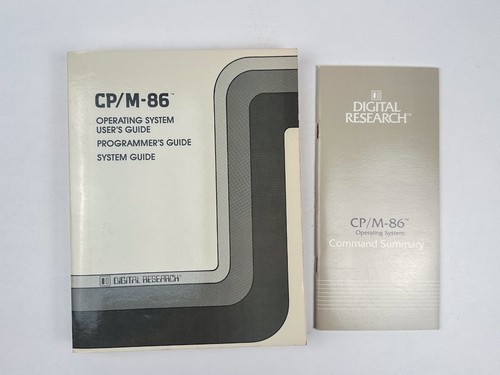 CP/M-86™
OPERATING SYSTEM
USER'S GUIDE
PROGRAMMER'S GUIDE
SYSTEM GUIDE
DIGITAL RESEARCH®
DIGITAL
RESEARCH™
CP/M-86™
Operating System
Command Summary